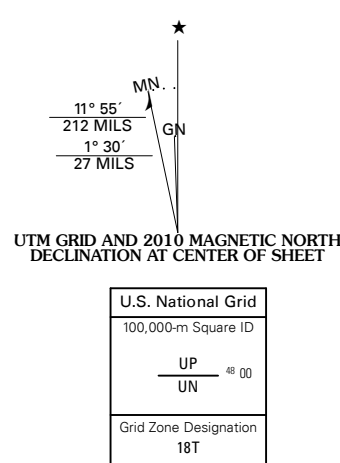 ★
MN
11° 55´
212 MILS
GN
1° 30´
27 MILS
UTM GRID AND 2010 MAGNETIC NORTH
DECLINATION AT CENTER OF SHEET
U.S. National Grid
100,000-m Square ID
UP
48 00
UN
Grid Zone Designation
18T